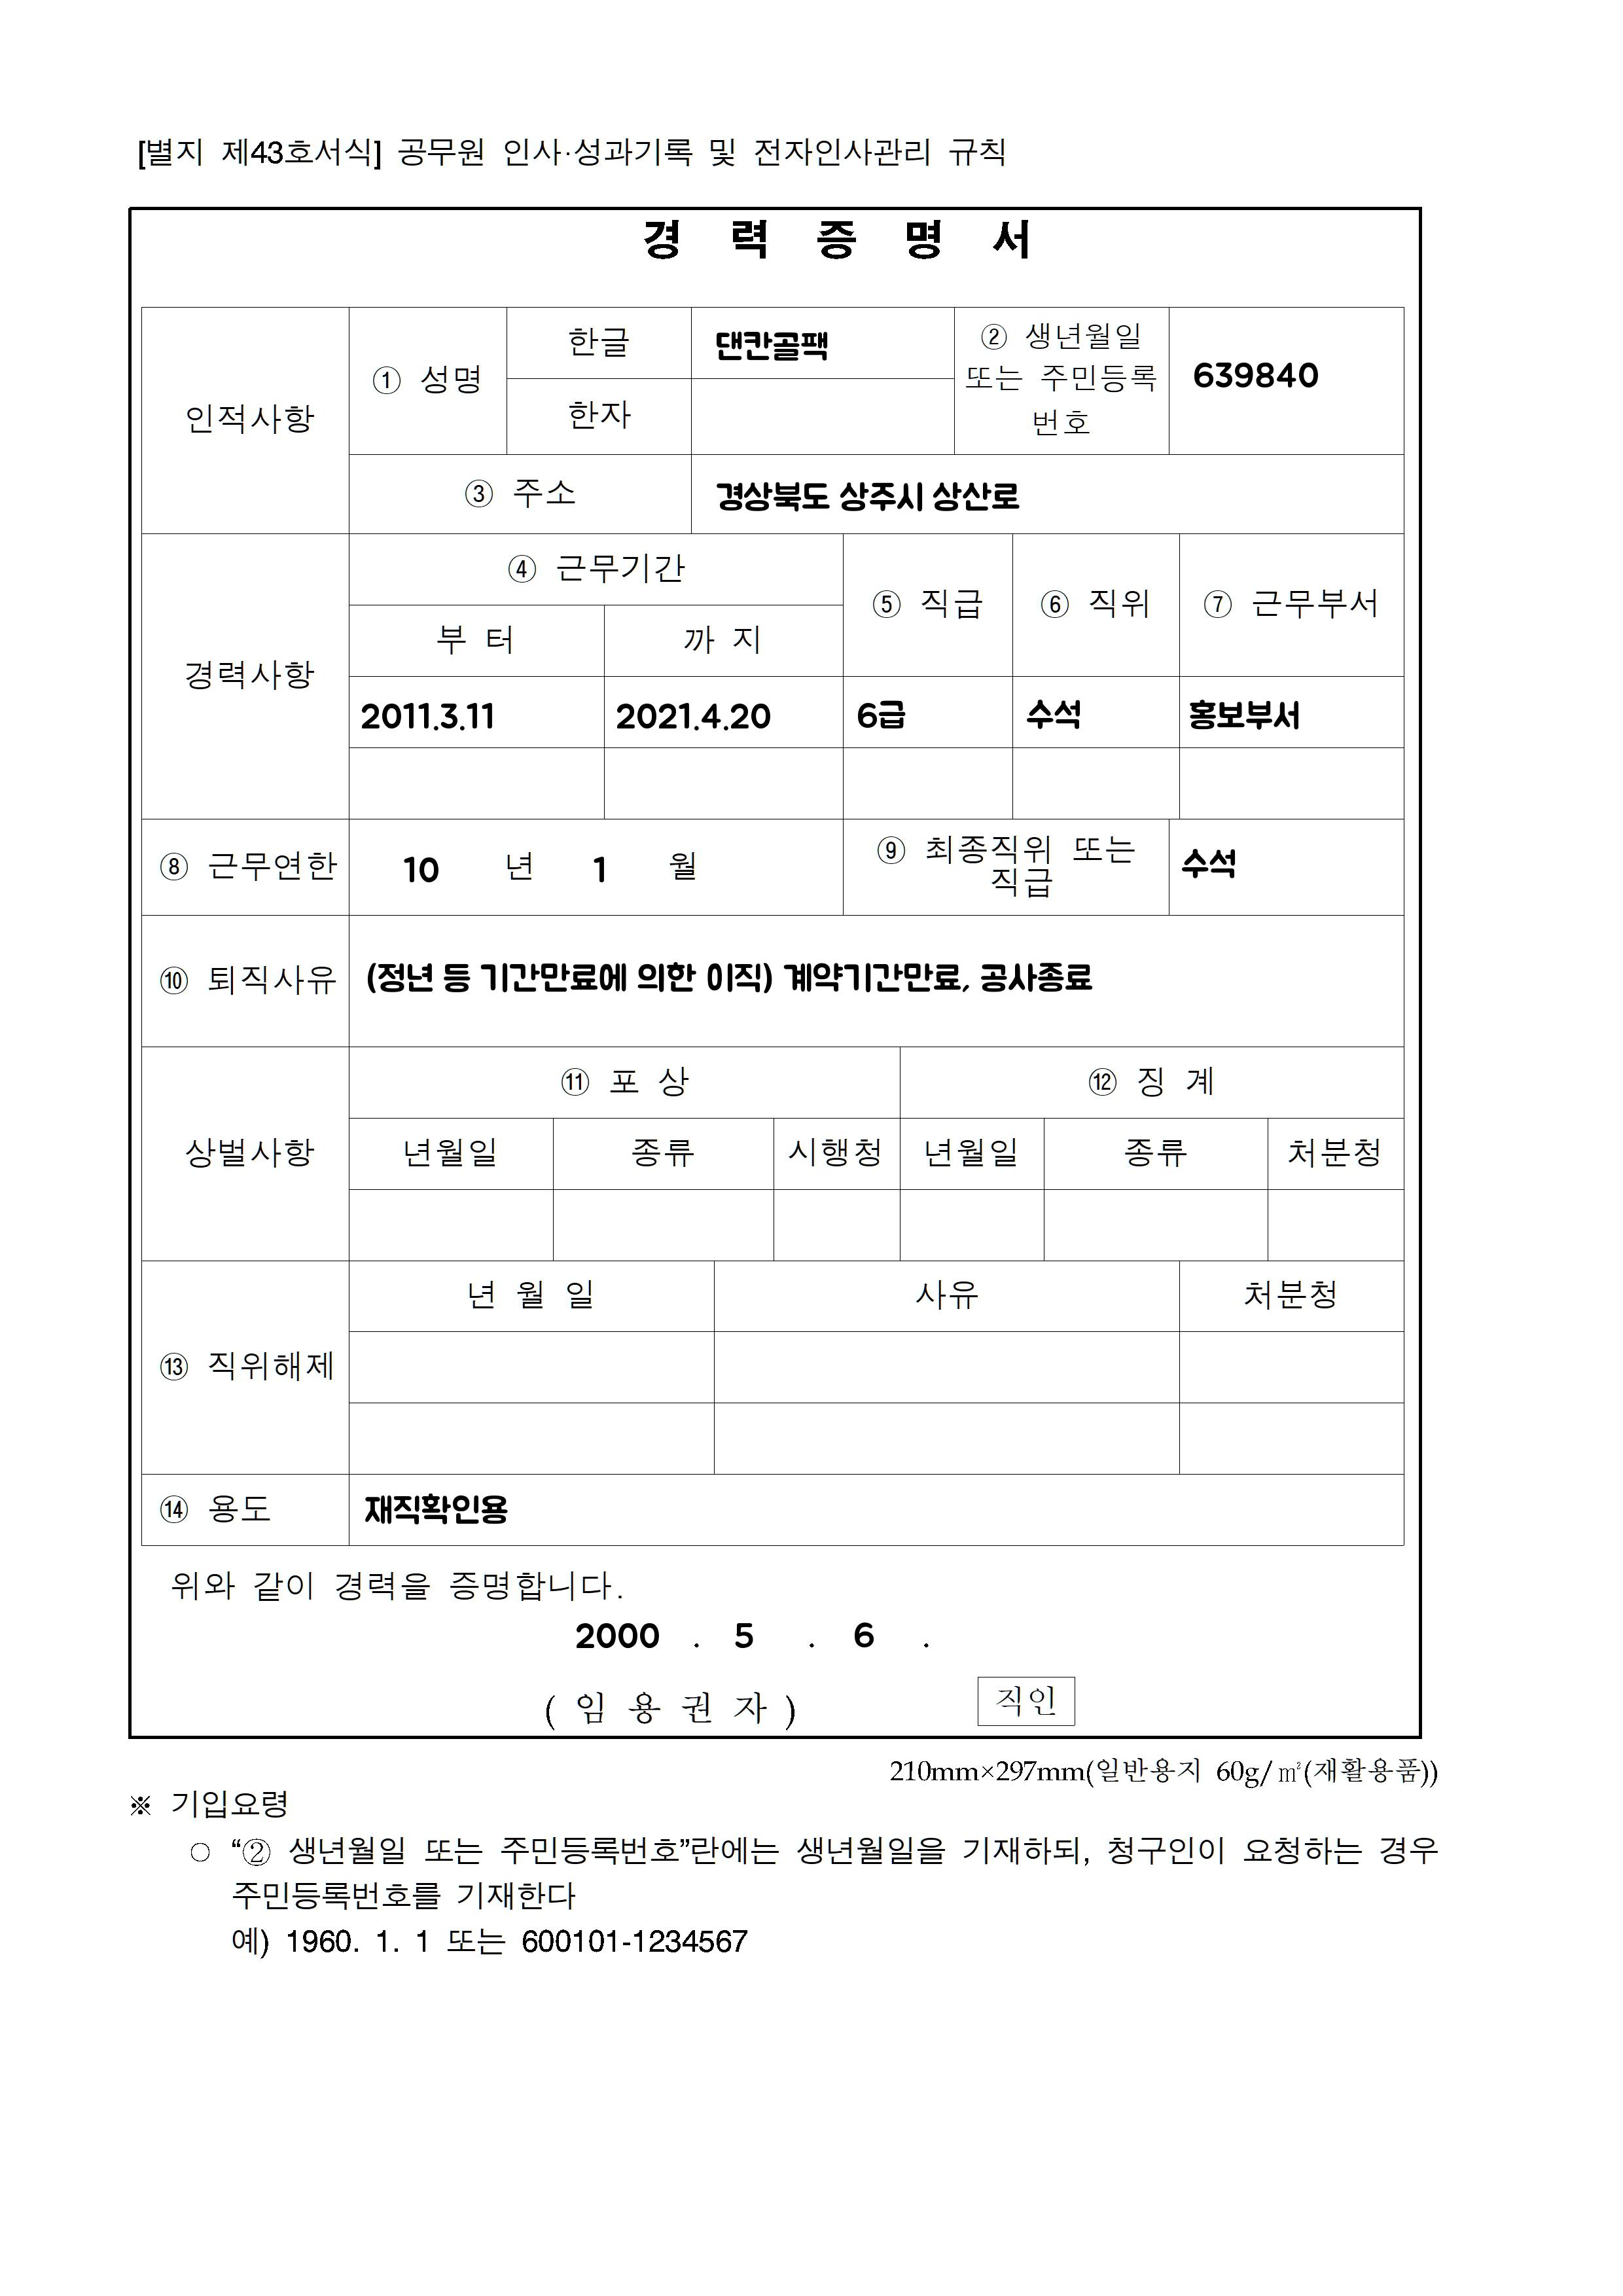 [별지 제43호서식] 공무원 인사·성과기록 및 전자인사관리 규칙
경 력 증 명 서
인적사항
① 성명
한글
댄칸골팩
한자
② 생년월일
또는 주민등록
번호
639840
③ 주소
경상북도 상주시 상산로
경력사항
④ 근무기간
⑤ 직급
⑥ 직위
⑦ 근무부서
부 터
까 지
2011.3.11
2021.4.20
6급
수석
홍보부서
⑧ 근무연한
10 년 1 월
⑨ 최종직위 또는
직급
수석
⑩ 퇴직사유
(정년 등 기간만료에 의한 이직) 계약기간만료, 공사종료
상벌사항
⑪ 포 상
⑫ 징 계
년월일
종류
시행청
년월일
종류
처분청
⑬ 직위해제
년 월 일
사유
처분청
⑭ 용도
재직확인용
위와 같이 경력을 증명합니다.
2000 . 5 . 6 .
( 임 용 권 자 )
직인
210mm×297mm(일반용지 60g/㎡(재활용품))
※ 기입요령
○ “② 생년월일 또는 주민등록번호”란에는 생년월일을 기재하되, 청구인이 요청하는 경우
주민등록번호를 기재한다
예) 1960. 1. 1 또는 600101-1234567